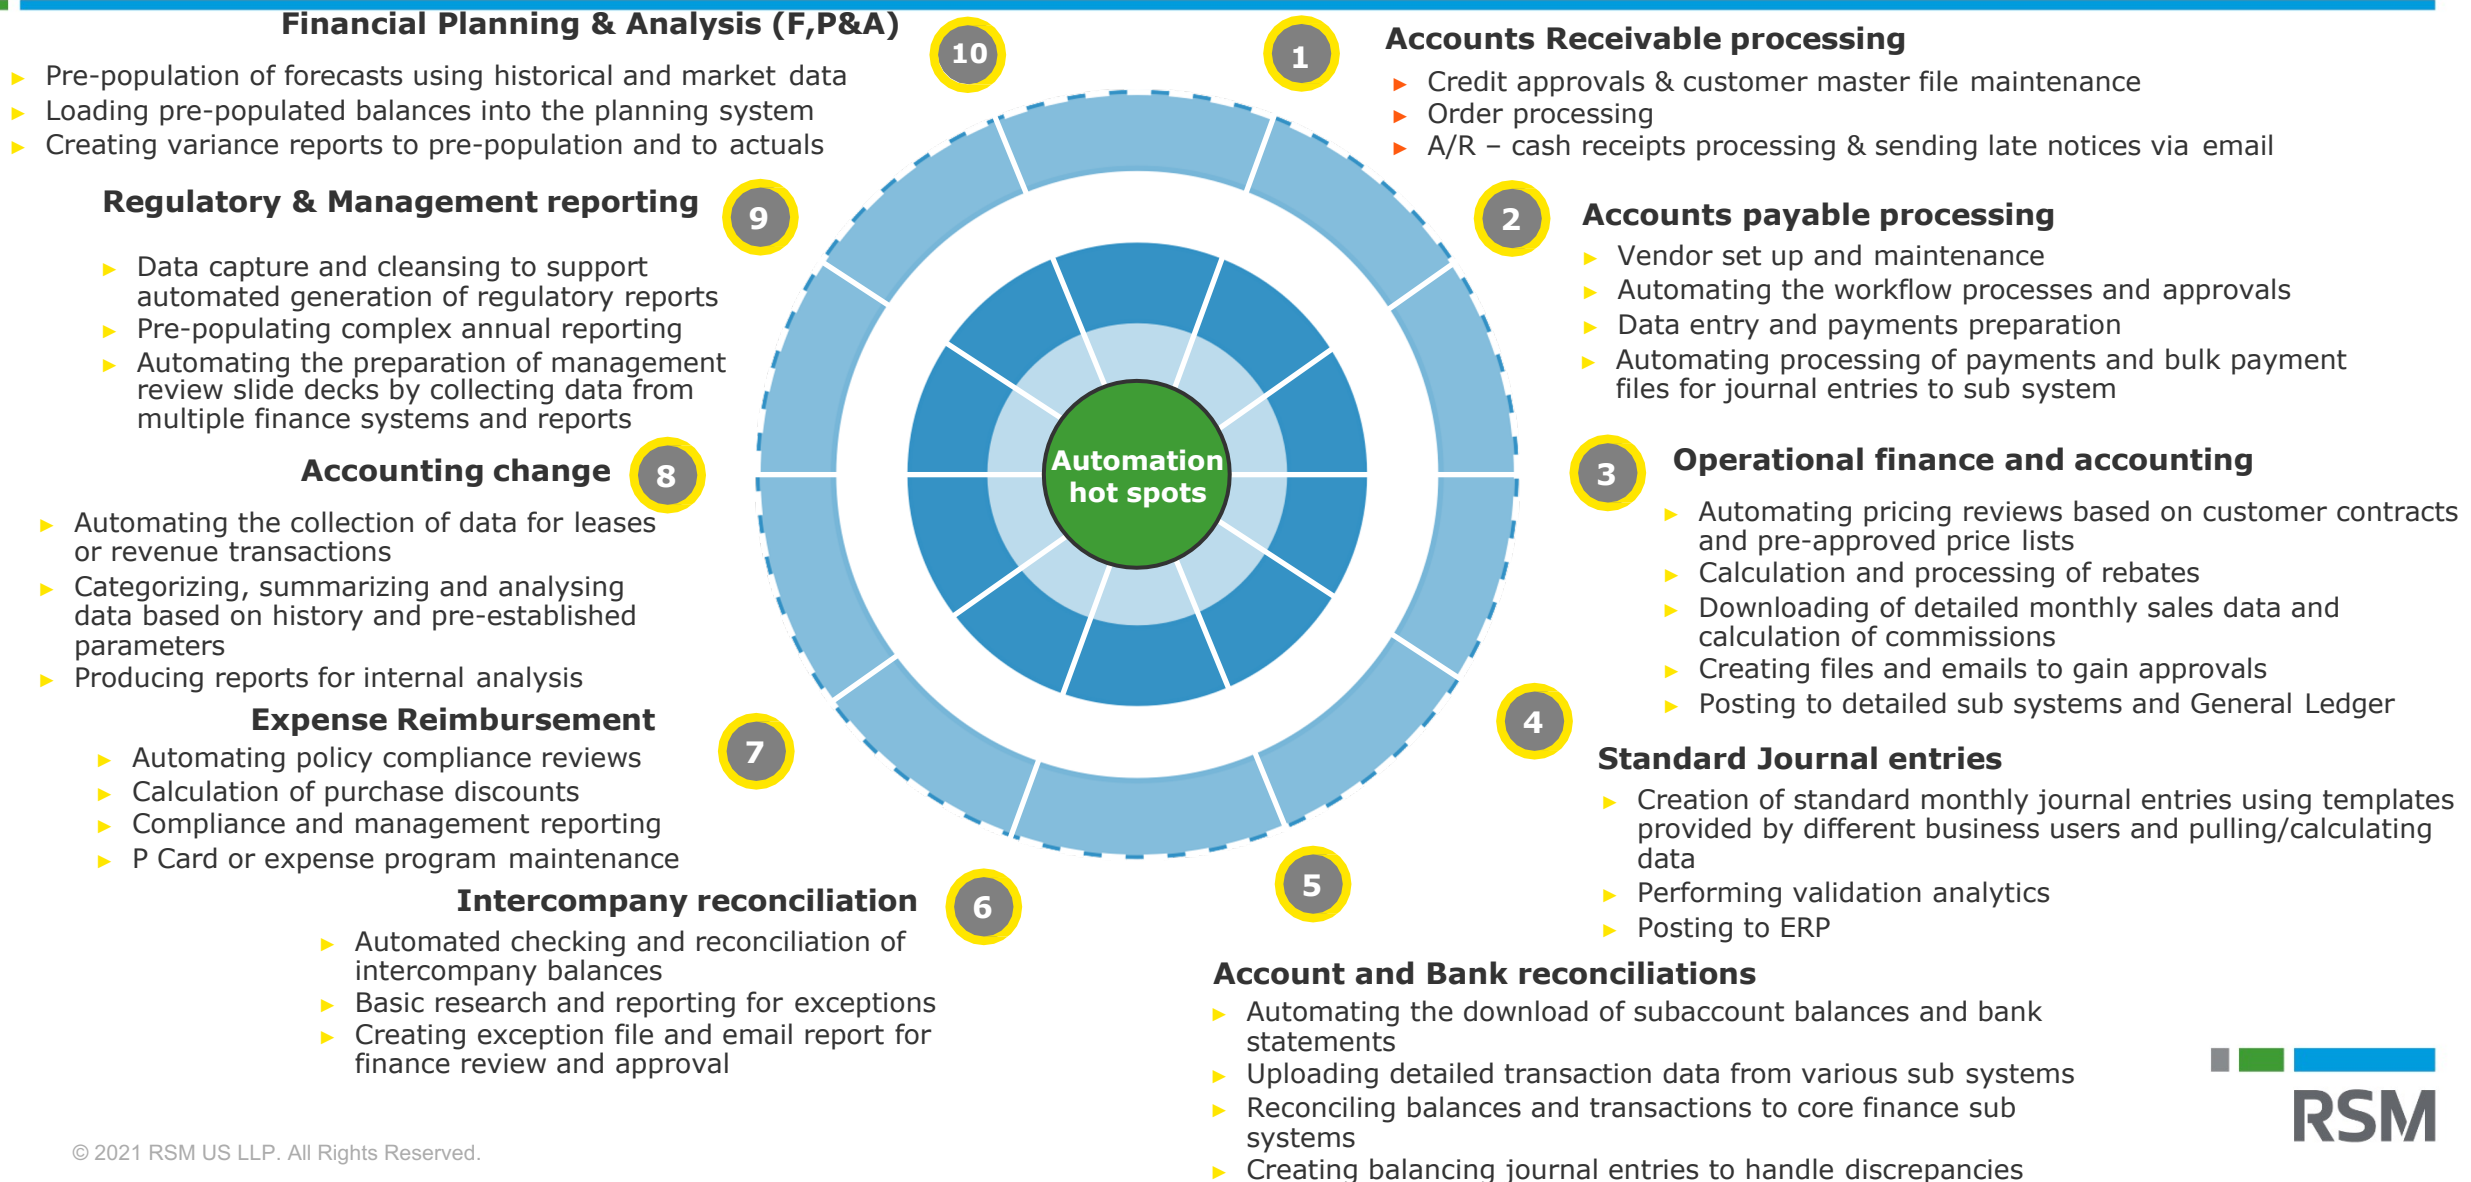 Financial Planning & Analysis (F,P&A)
Pre-population of forecasts using historical and market data
Loading pre-populated balances into the planning system
Creating variance reports to pre-population and to actuals
10
1
Accounts Receivable processing
Credit approvals & customer master file maintenance
Order processing
A/R – cash receipts processing & sending late notices via email
Regulatory & Management reporting
9
Data capture and cleansing to support
automated generation of regulatory reports
Pre-populating complex annual reporting
Automating the preparation of management
review slide decks by collecting data from
multiple finance systems and reports
2
Accounts payable processing
Vendor set up and maintenance
Automating the workflow processes and approvals
Data entry and payments preparation
Automating processing of payments and bulk payment
files for journal entries to sub system
Accounting change
8
Automating the collection of data for leases
or revenue transactions
Categorizing, summarizing and analysing
data based on history and pre-established
parameters
Producing reports for internal analysis
Automation
hot spots
3
Operational finance and accounting
Automating pricing reviews based on customer contracts
and pre-approved price lists
Calculation and processing of rebates
Downloading of detailed monthly sales data and
calculation of commissions
Creating files and emails to gain approvals
Posting to detailed sub systems and General Ledger
Expense Reimbursement
7
Automating policy compliance reviews
Calculation of purchase discounts
Compliance and management reporting
P Card or expense program maintenance
4
Standard Journal entries
Creation of standard monthly journal entries using templates
provided by different business users and pulling/calculating
data
Performing validation analytics
Posting to ERP
Intercompany reconciliation
6
Automated checking and reconciliation of
intercompany balances
Basic research and reporting for exceptions
Creating exception file and email report for
finance review and approval
5
Account and Bank reconciliations
Automating the download of subaccount balances and bank
statements
Uploading detailed transaction data from various sub systems
Reconciling balances and transactions to core finance sub
systems
Creating balancing journal entries to handle discrepancies
RSM
© 2021 RSM US LLP. All Rights Reserved.